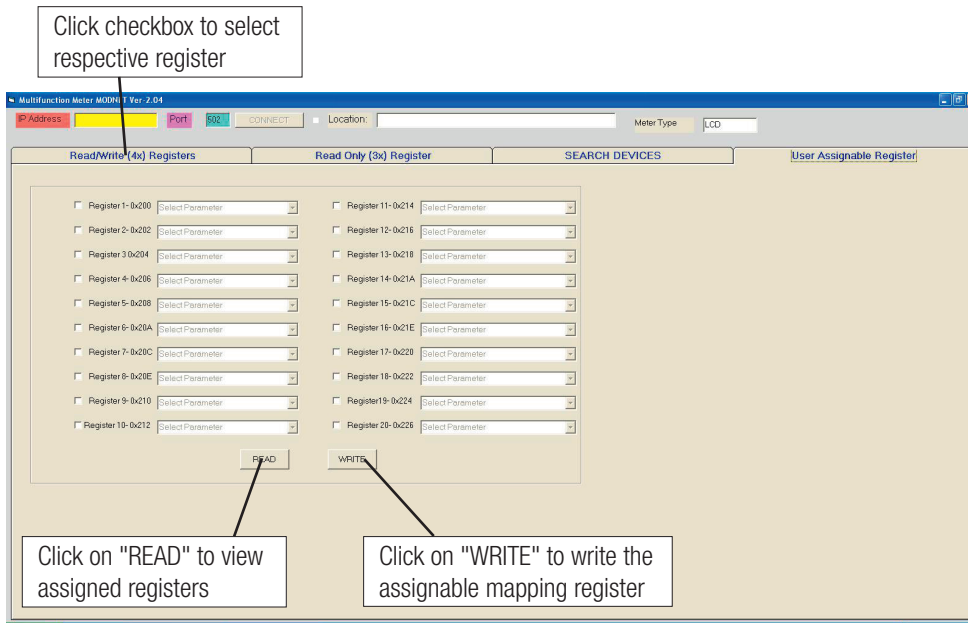 Click checkbox to select
respective register
Multifunction Meter MODNET Ver-2.04
IP Address Port 502 CONNECT Location: Meter Type LCD
Read/Write (4x) Registers Read Only (3x) Register SEARCH DEVICES User Assignable Register
Register 1- 0x200 Select Parameter Register 11- 0x214 Select Parameter
Register 2- 0x202 Select Parameter Register 12- 0x216 Select Parameter
Register 3 0x204 Select Parameter Register 13- 0x218 Select Parameter
Register 4- 0x206 Select Parameter Register 14- 0x21A Select Parameter
Register 5- 0x208 Select Parameter Register 15- 0x21C Select Parameter
Register 6- 0x20A Select Parameter Register 16- 0x21E Select Parameter
Register 7- 0x20C Select Parameter Register 17- 0x220 Select Parameter
Register 8- 0x20E Select Parameter Register 18- 0x222 Select Parameter
Register 9- 0x210 Select Parameter Register19- 0x224 Select Parameter
Register 10- 0x212 Select Parameter Register 20- 0x226 Select Parameter
READ WRITE
Click on "READ" to view
assigned registers
Click on "WRITE" to write the
assignable mapping register